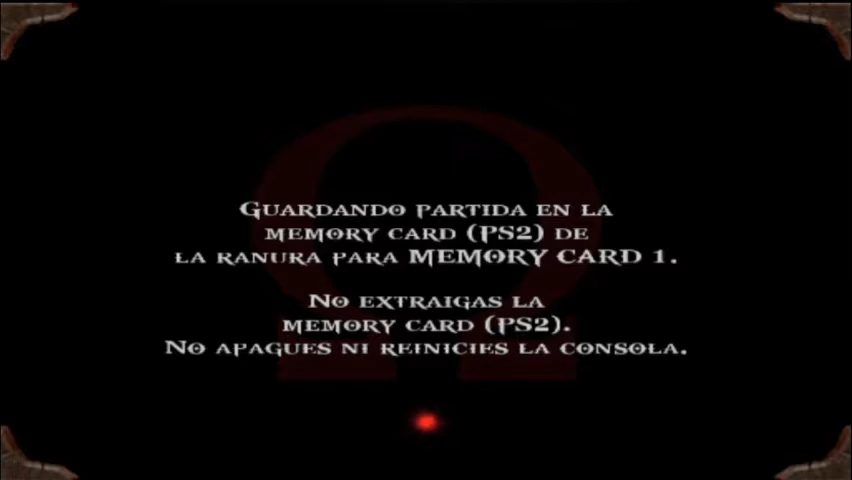 Guardando partida en la
memory card (PS2) de
la ranura para MEMORY CARD 1.
No extraigas la
memory card (PS2).
No apagues ni reinicies la consola.